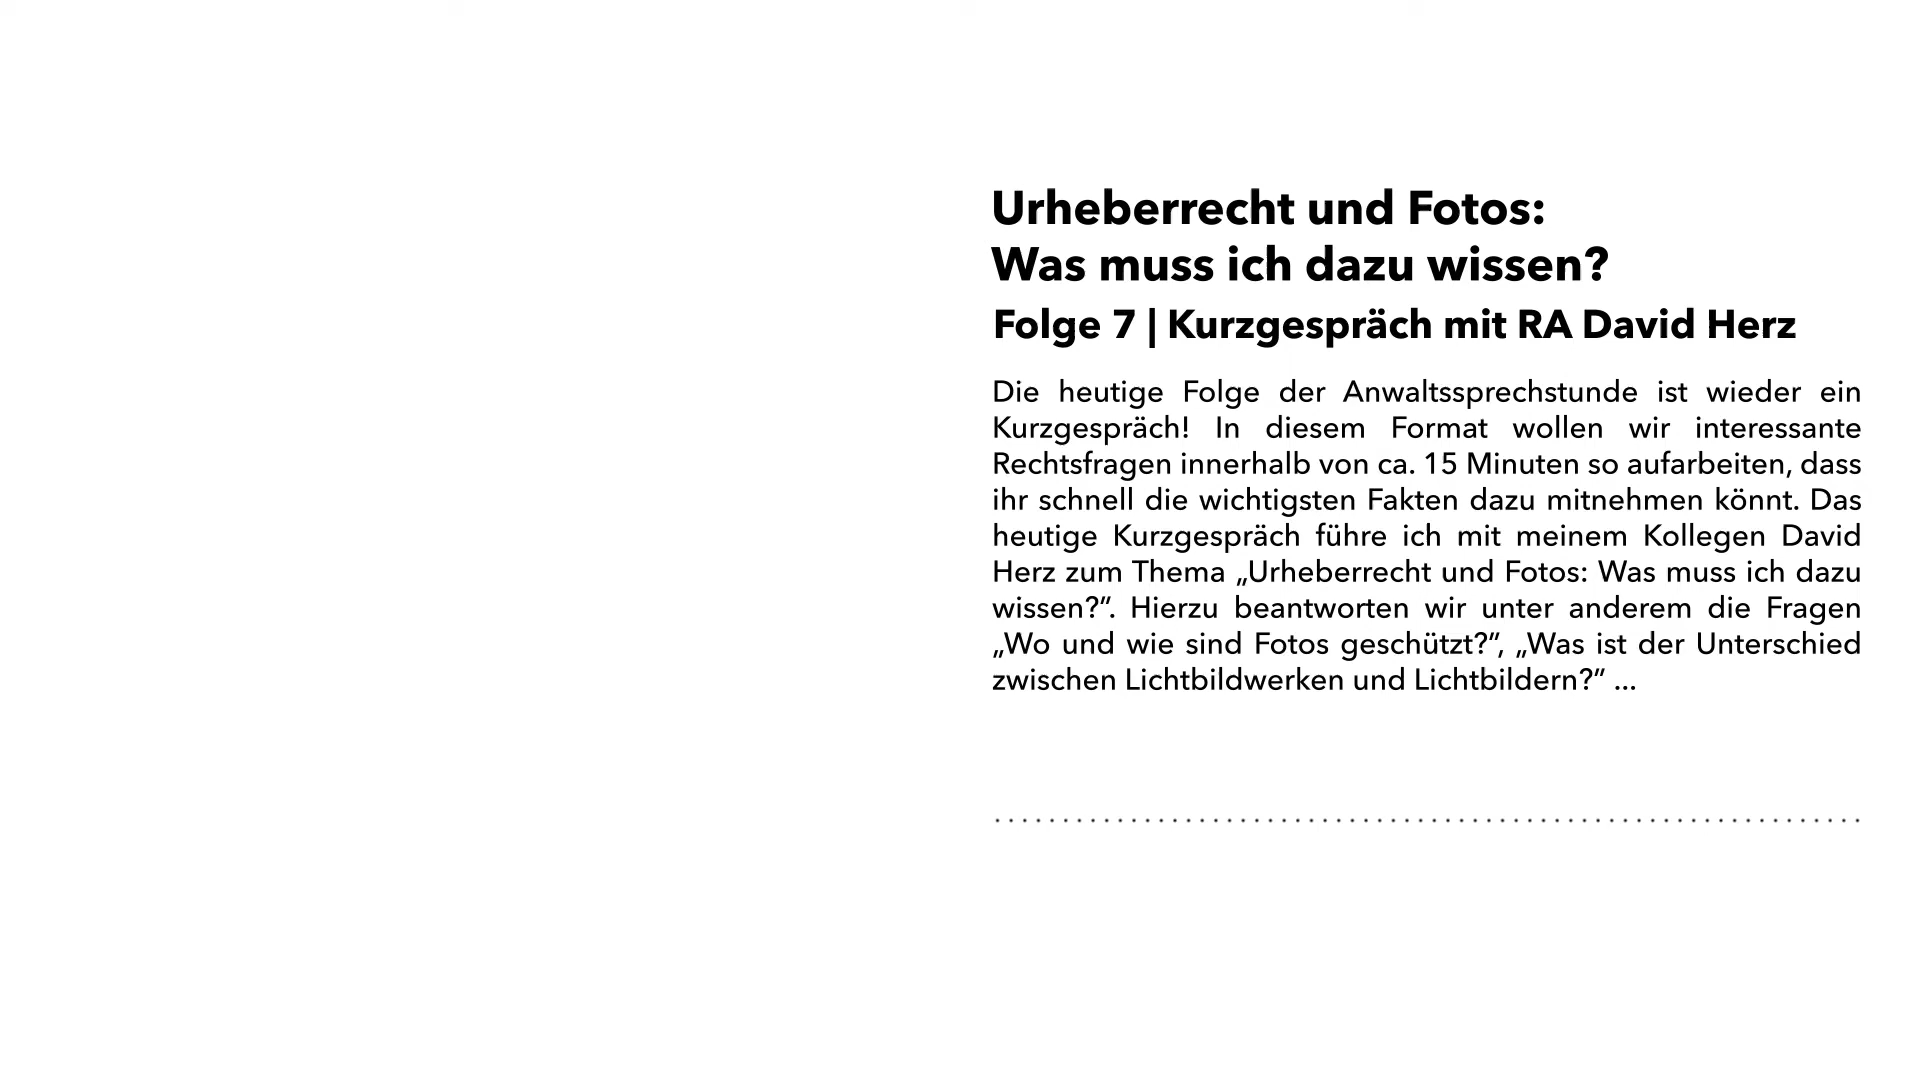 Urheberrecht und Fotos:
Was muss ich dazu wissen?
Folge 7 | Kurzgespräch mit RA David Herz
Die heutige Folge der Anwaltssprechstunde ist wieder ein
Kurzgespräch! In diesem Format wollen wir interessante
Rechtsfragen innerhalb von ca. 15 Minuten so aufarbeiten, dass
ihr schnell die wichtigsten Fakten dazu mitnehmen könnt. Das
heutige Kurzgespräch führe ich mit meinem Kollegen David
Herz zum Thema „Urheberrecht und Fotos: Was muss ich dazu
wissen?”. Hierzu beantworten wir unter anderem die Fragen
„Wo und wie sind Fotos geschützt?”, „Was ist der Unterschied
zwischen Lichtbildwerken und Lichtbildern?” ...